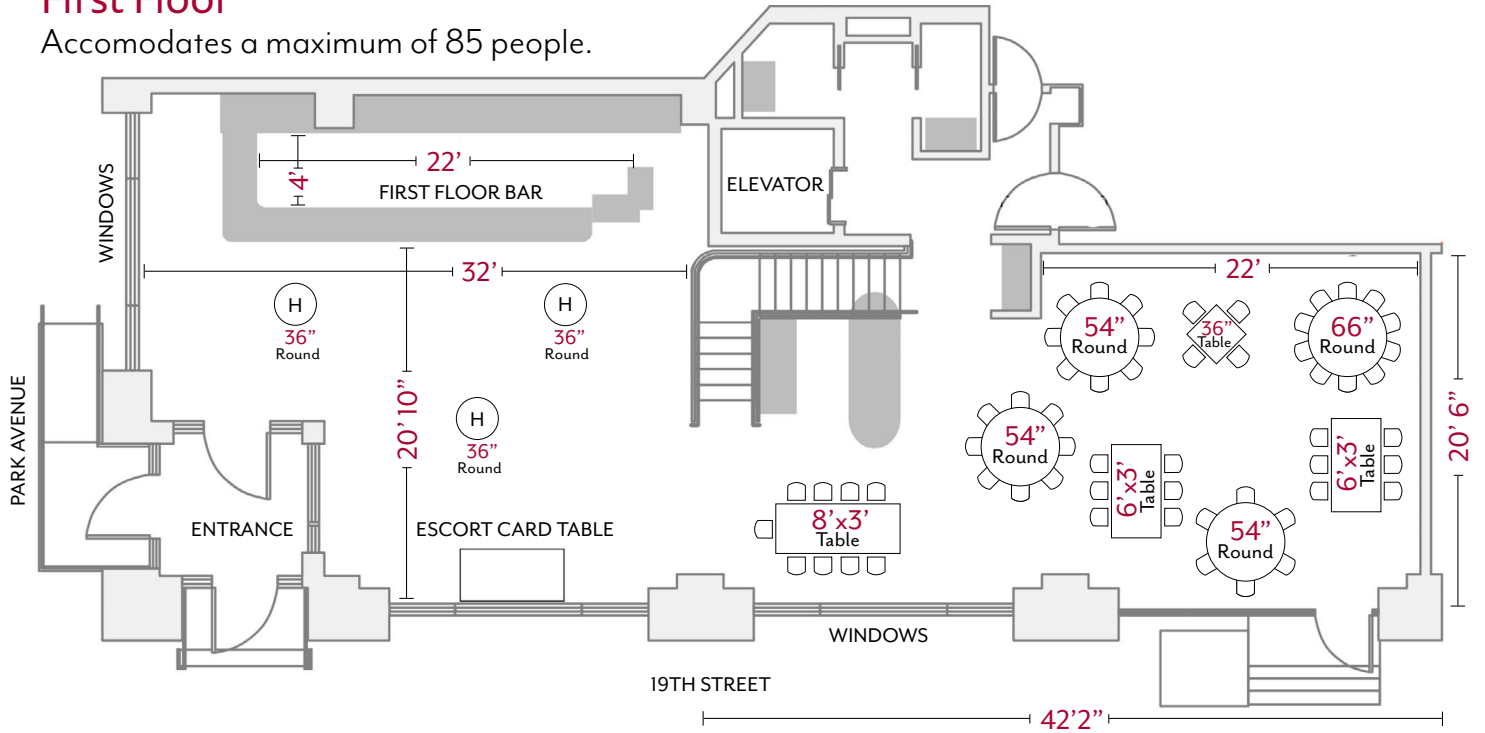 First Floor
Accomodates a maximum of 85 people.
WINDOWS
4'
22'
FIRST FLOOR BAR
ELEVATOR
32'
22'
H
36”
Round
H
36”
Round
H
36”
Round
20' 10”
PARK AVENUE
ENTRANCE
ESCORT CARD TABLE
8'x3'
Table
54”
Round
36”
Table
66”
Round
54”
Round
6'x3'
Table
6'x3'
Table
54”
Round
20' 6”
WINDOWS
19TH STREET
42'2”